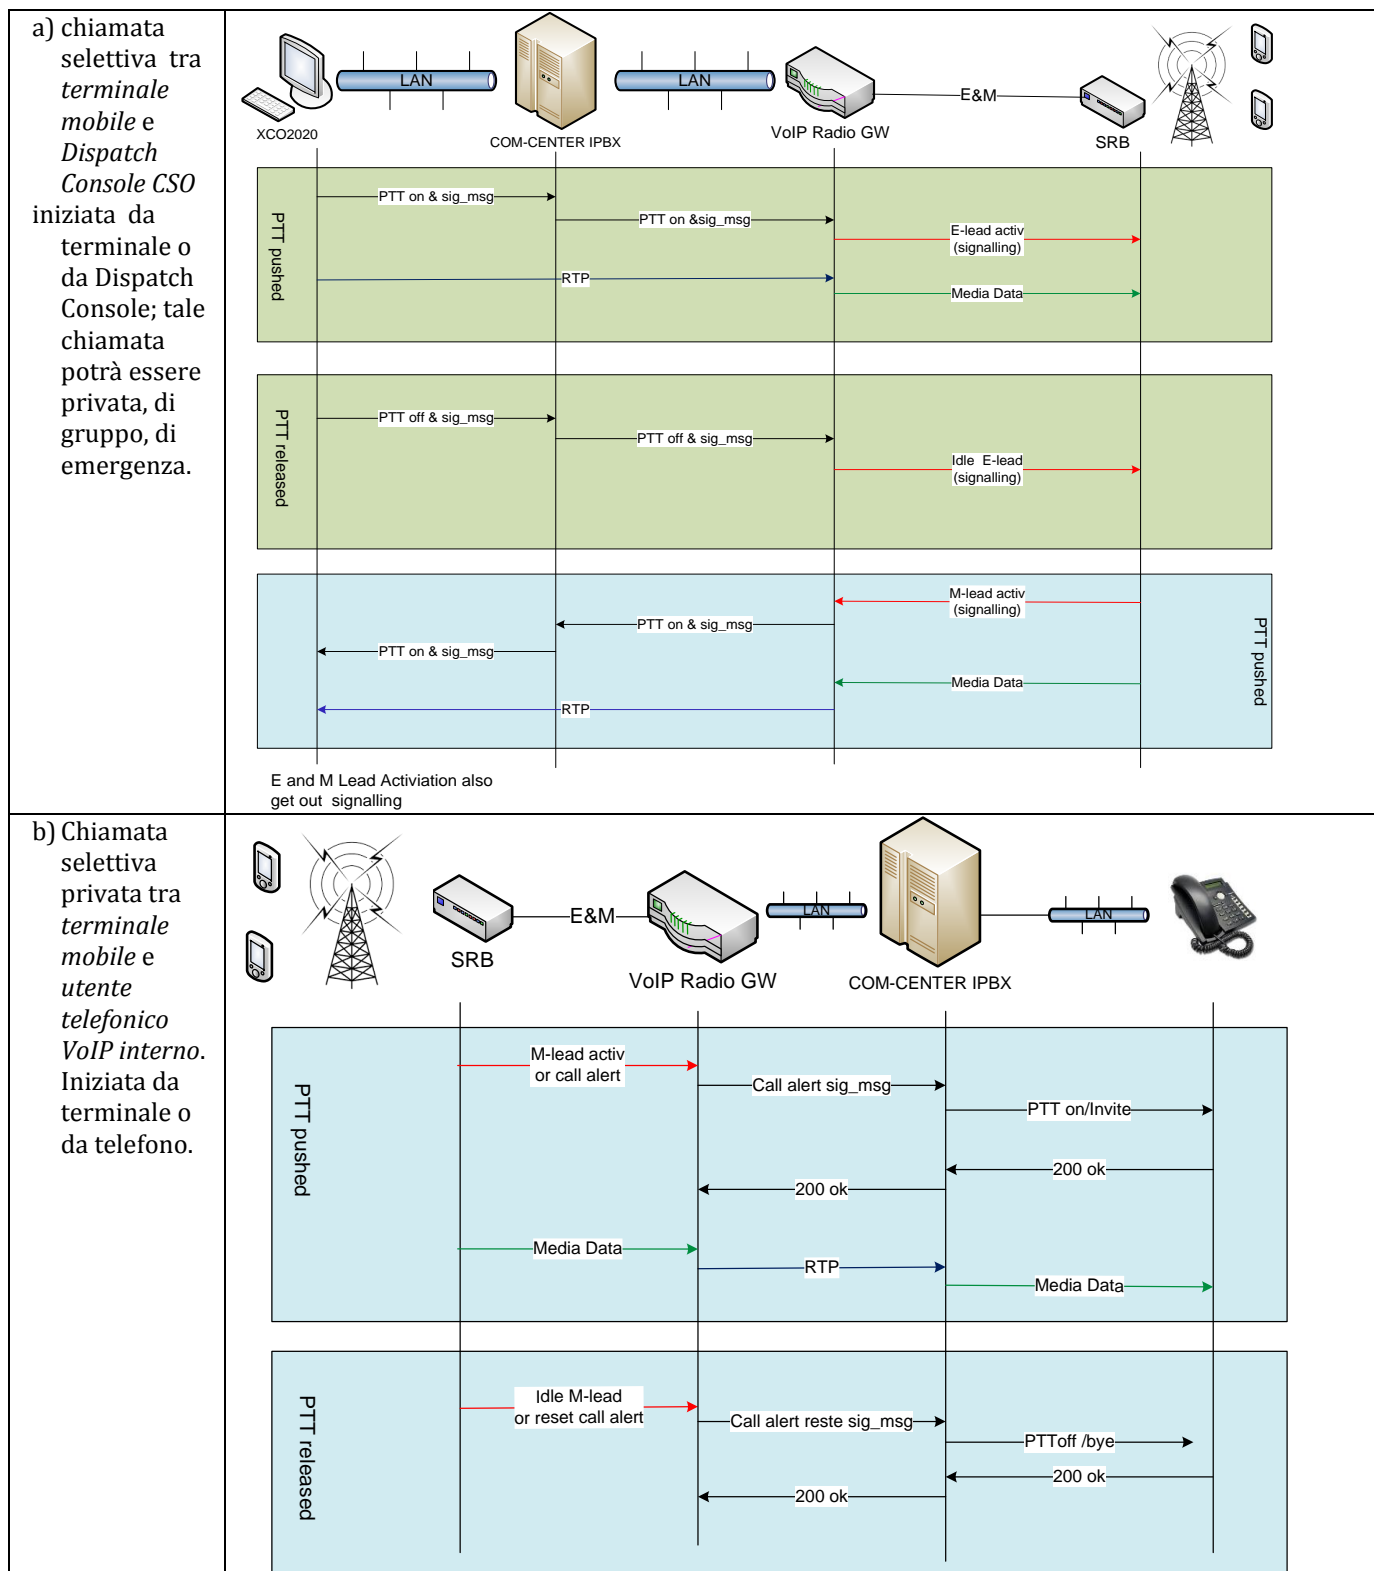 a) chiamata
selettiva tra
terminale
mobile e
Dispatch
Console CSO
iniziata da
terminale o
da Dispatch
Console; tale
chiamata
potrà essere
privata, di
gruppo, di
emergenza.
LAN
LAN
E&M
XCO2020
COM-CENTER IPBX
VoIP Radio GW
SRB
PTT pushed
PTT on & sig_msg
PTT on &sig_msg
E-lead activ
(signalling)
RTP
Media Data
PTT released
PTT off & sig_msg
PTT off & sig_msg
Idle E-lead
(signalling)
M-lead activ
(signalling)
PTT on & sig_msg
PTT on & sig_msg
PTT pushed
Media Data
RTP
E and M Lead Activiation also
get out signalling
b) Chiamata
selettiva
privata tra
terminale
mobile e
utente
telefonico
VoIP interno.
Iniziata da
terminale o
da telefono.
E&M
LAN
LAN
SRB
VoIP Radio GW
COM-CENTER IPBX
PTT pushed
M-lead activ
or call alert
Call alert sig_msg
PTT on/Invite
200 ok
200 ok
Media Data
RTP
Media Data
PTT released
Idle M-lead
or reset call alert
Call alert reste sig_msg
PTToff /bye
200 ok
200 ok